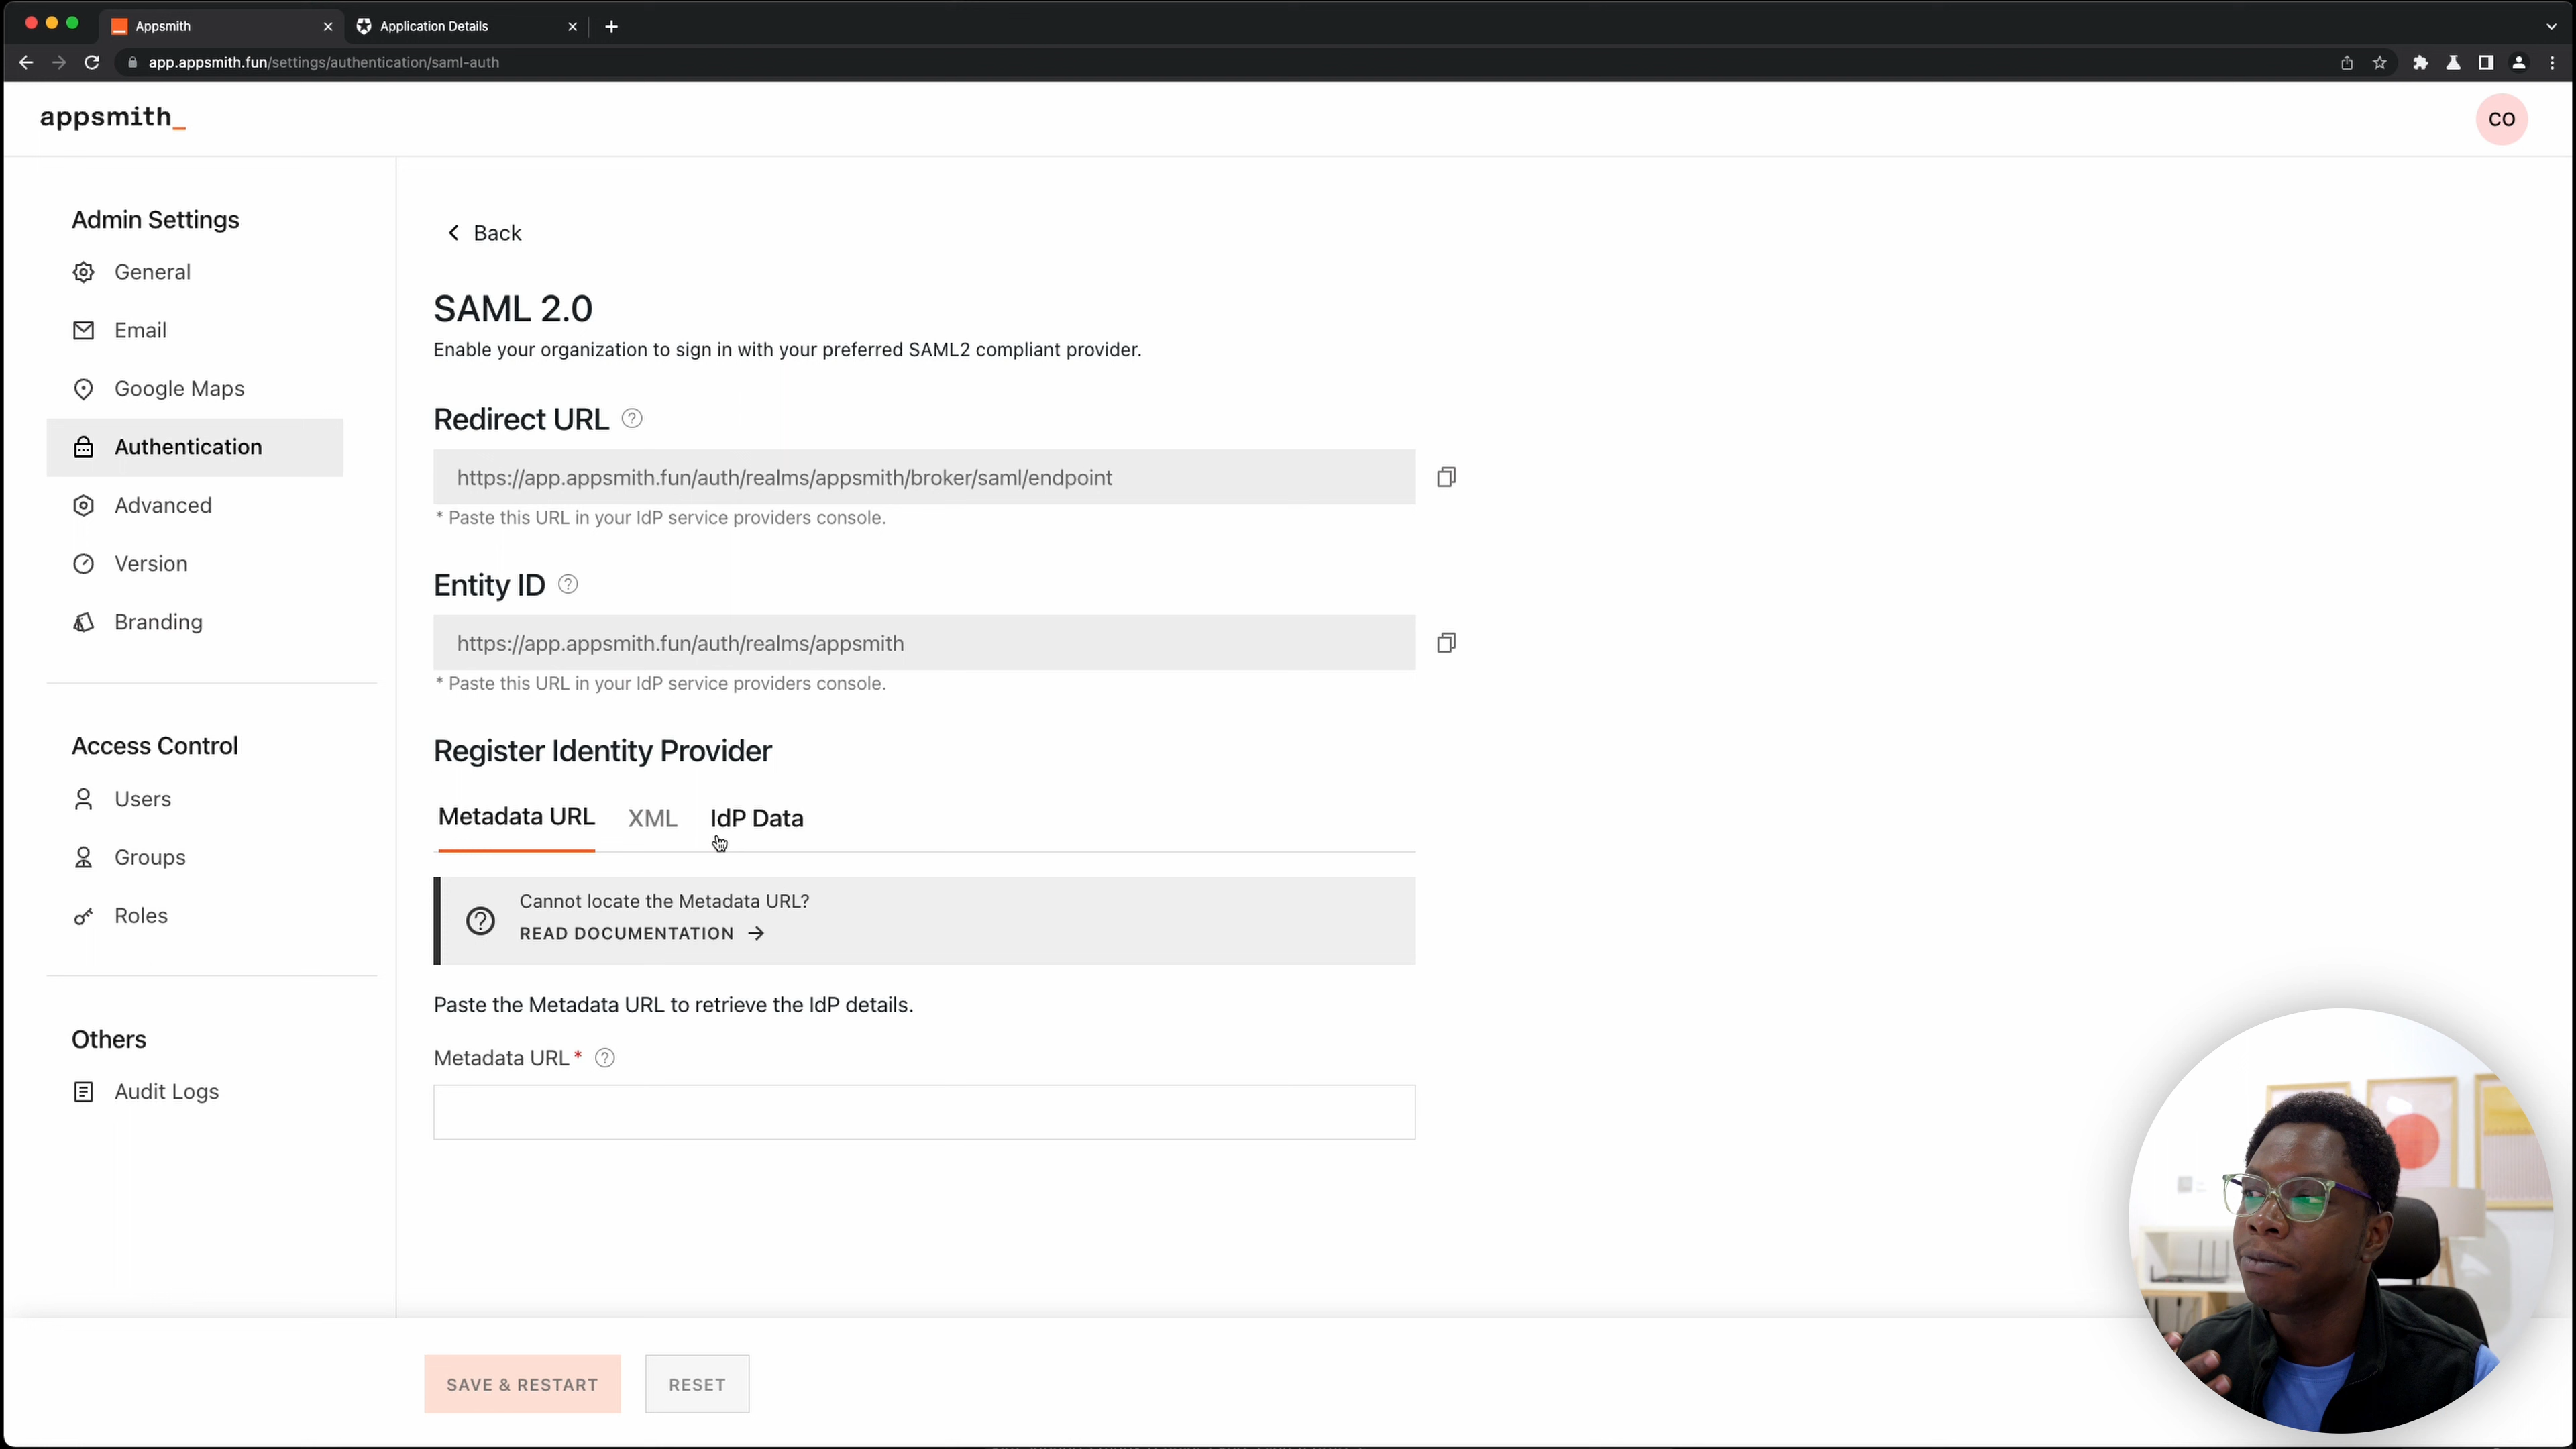 Appsmith
Application Details
app.appsmith.fun/settings/authentication/saml-auth
appsmith_
CO
Admin Settings
General
Email
Google Maps
Authentication
Advanced
Version
Branding
Access Control
Users
Groups
Roles
Others
Audit Logs
Back
SAML 2.0
Enable your organization to sign in with your preferred SAML2 compliant provider.
Redirect URL
https://app.appsmith.fun/auth/realms/appsmith/broker/saml/endpoint
* Paste this URL in your IdP service providers console.
Entity ID
https://app.appsmith.fun/auth/realms/appsmith
* Paste this URL in your IdP service providers console.
Register Identity Provider
Metadata URL XML IdP Data
Cannot locate the Metadata URL?
READ DOCUMENTATION
Paste the Metadata URL to retrieve the IdP details.
Metadata URL*
SAVE & RESTART RESET